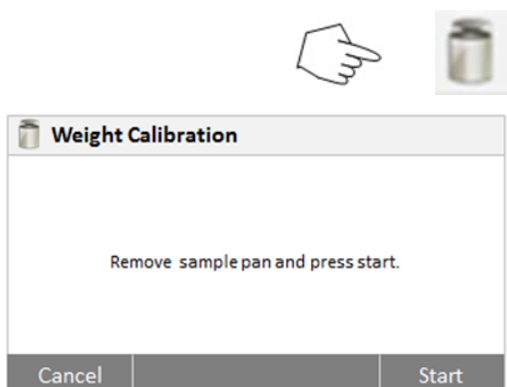 Weight Calibration
Remove sample pan and press start.
Cancel
Start